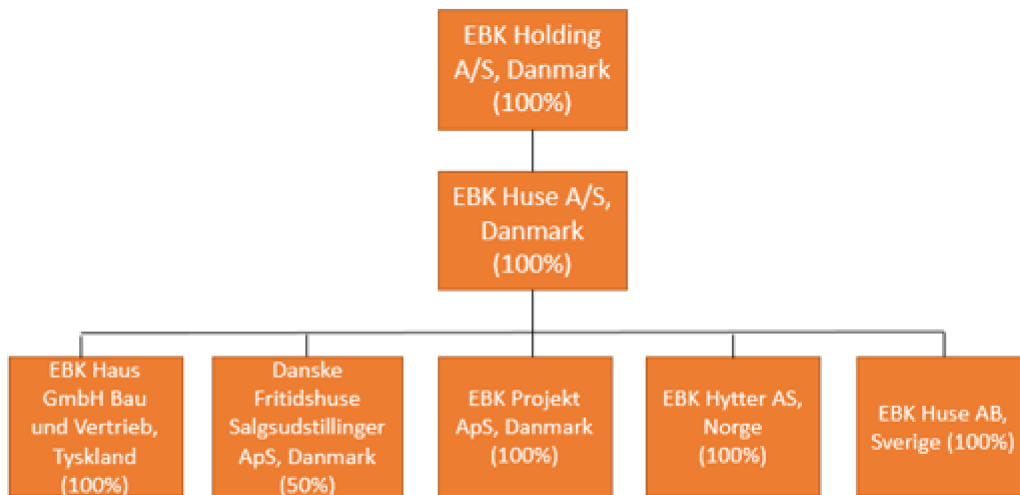 EBK Holding
A/S, Danmark
(100%)
EBK Huse A/S,
Danmark
(100%)
EBK Haus
GmbH Bau
und Vertrieb,
Tyskland
(100%)
Danske
Fritidshuse
Salgsudstillinger
ApS, Danmark
(50%)
EBK Projekt
ApS, Danmark
(100%)
EBK Hytter AS,
Norge
(100%)
EBK Huse AB,
Sverige (100%)